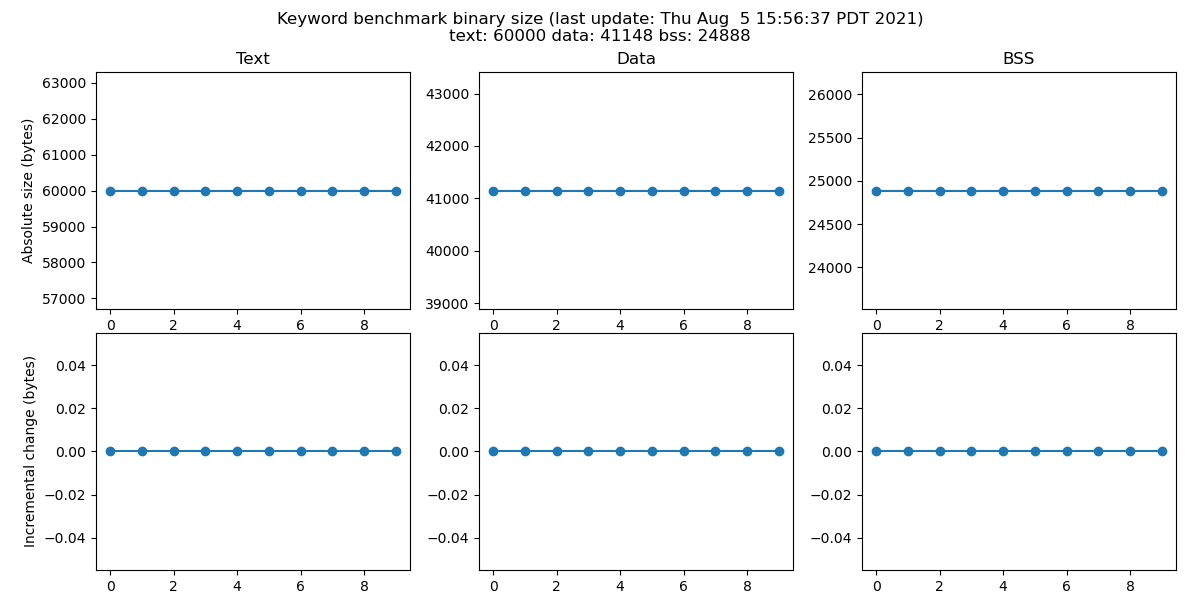 Keyword benchmark binary size (last update: Thu Aug  5 15:56:37 PDT 2021)
text: 60000 data: 41148 bss: 24888
Text
Data
BSS
Absolute size (bytes)
63000
62000
61000
60000
59000
58000
57000
0 2 4 6 8
43000
42000
41000
40000
39000
0 2 4 6 8
26000
25500
25000
24500
24000
0 2 4 6 8
Incremental change (bytes)
0.04
0.02
0.00
−0.02
−0.04
0 2 4 6 8
0.04
0.02
0.00
−0.02
−0.04
0 2 4 6 8
0.04
0.02
0.00
−0.02
−0.04
0 2 4 6 8